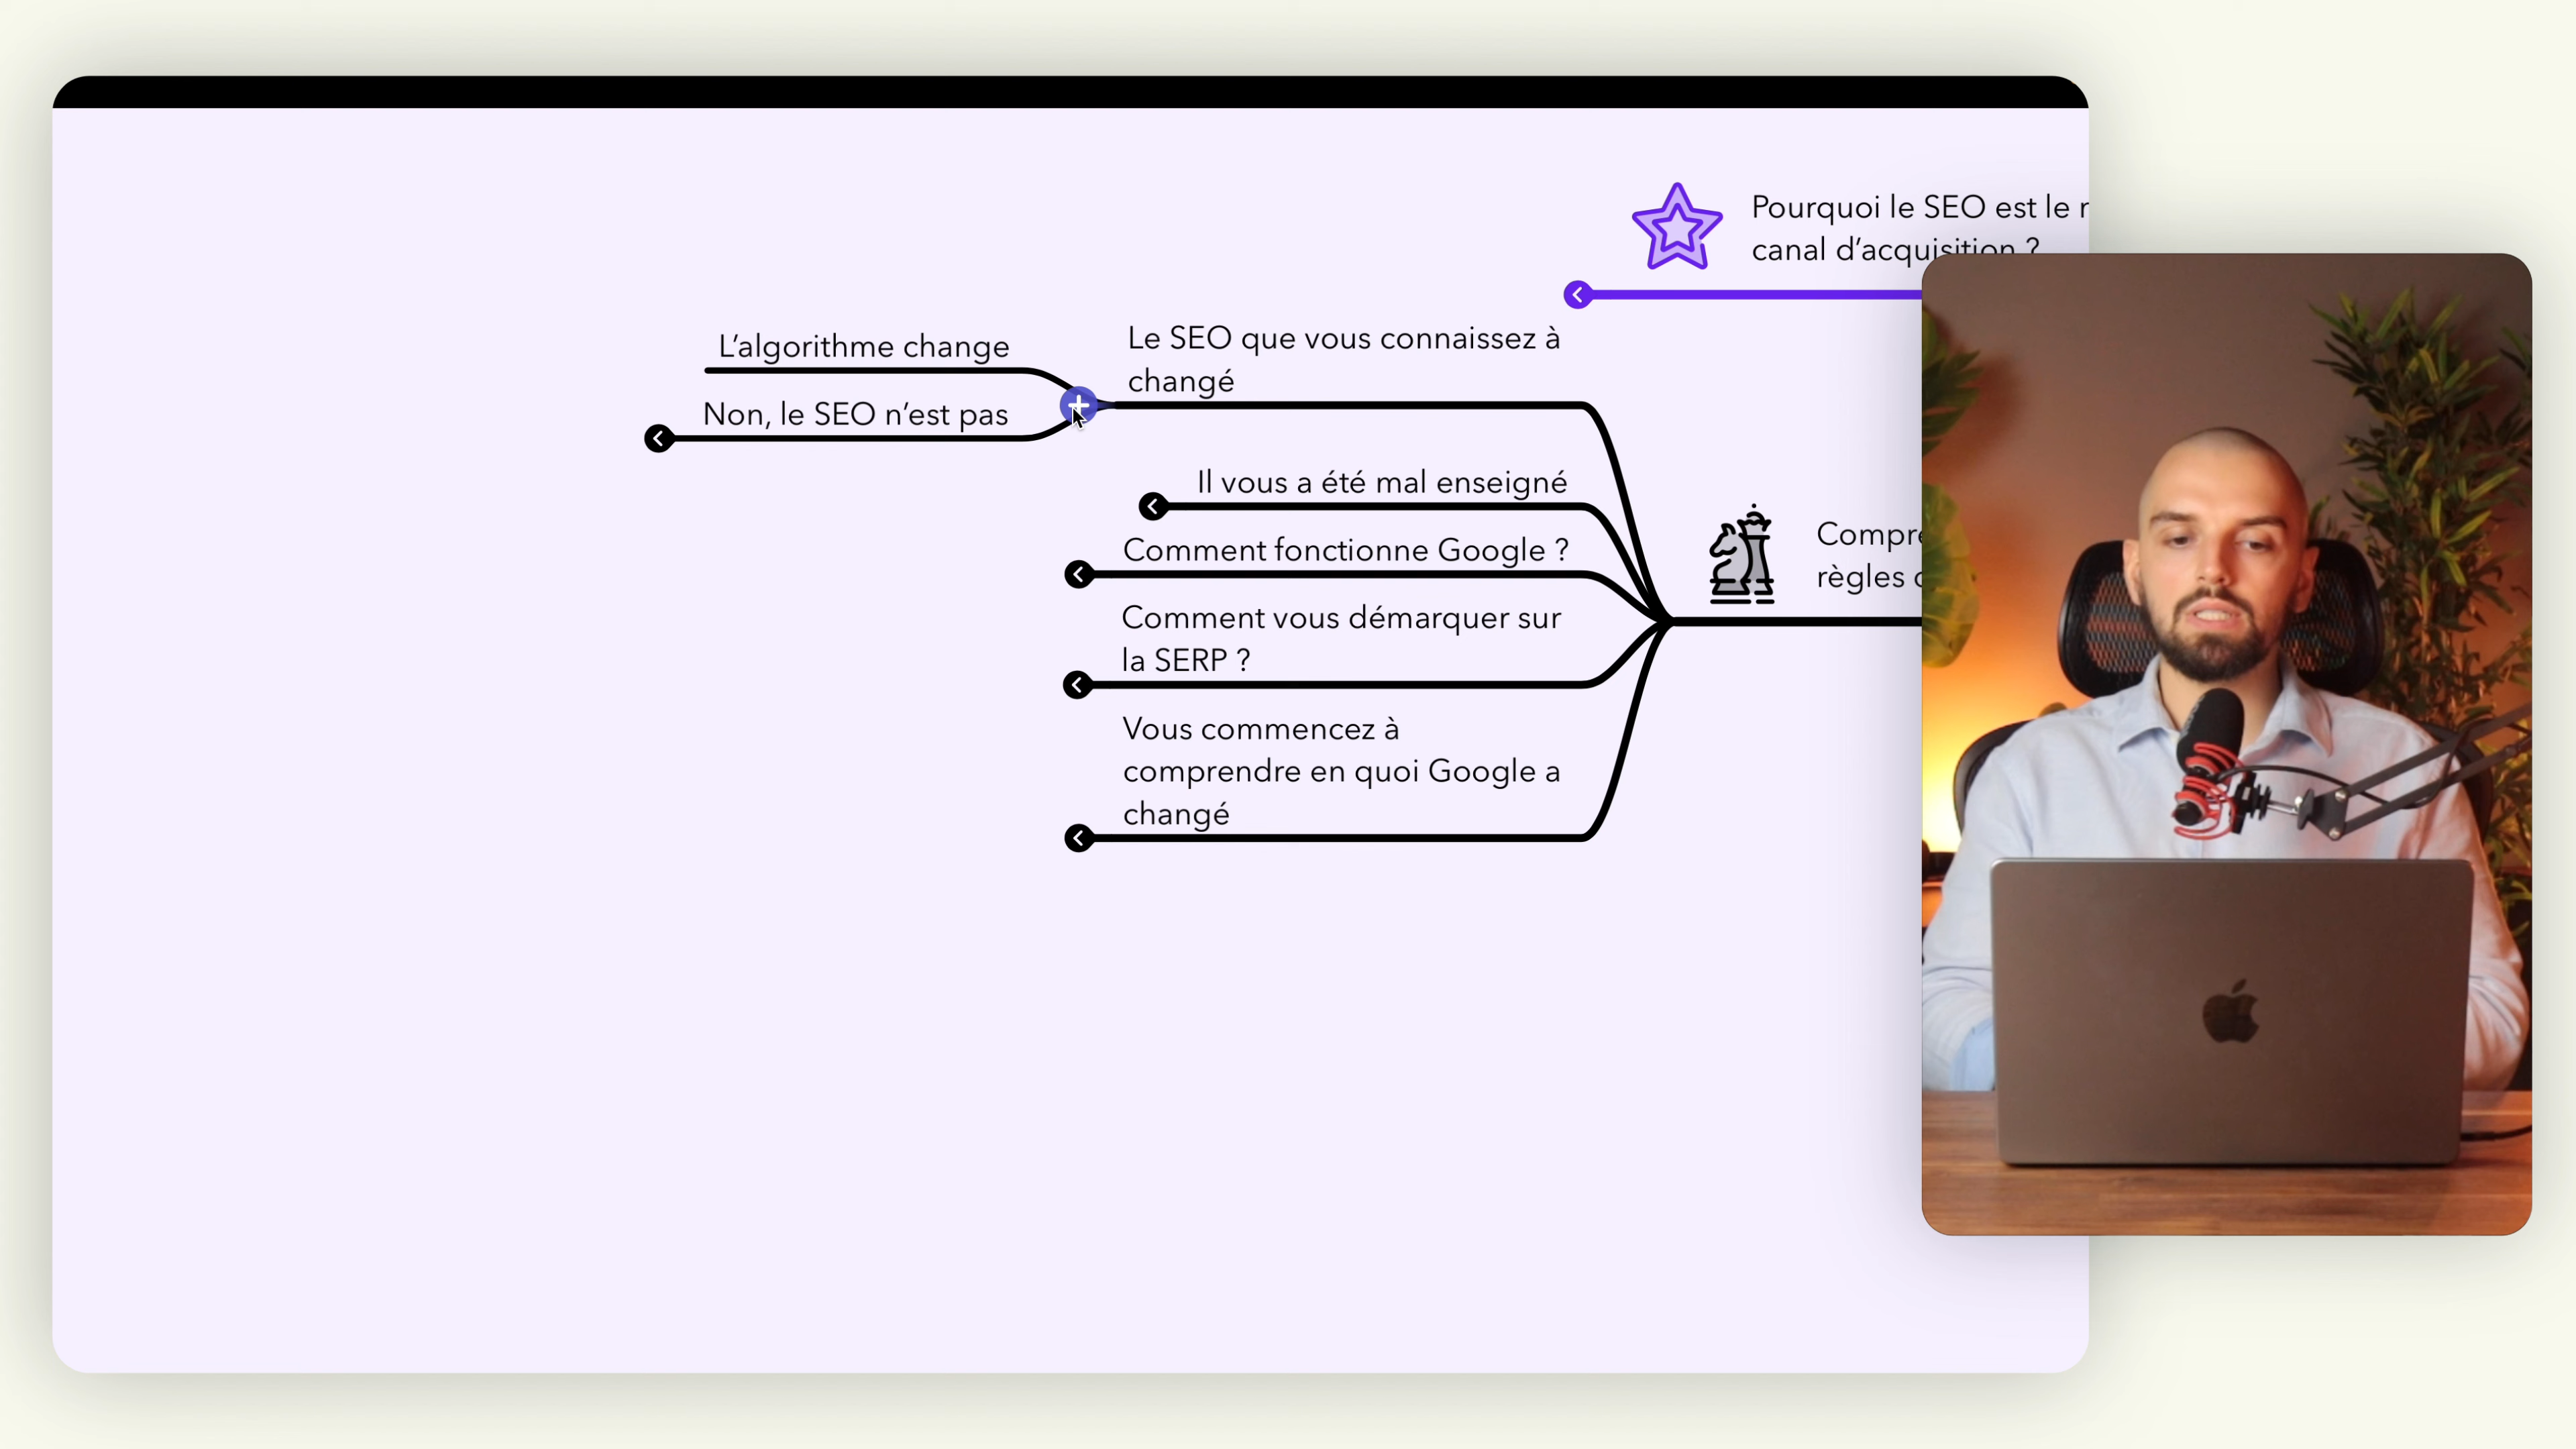 Pourquoi le SEO est le
canal d’acquisition ?
Le SEO que vous connaissez à
changé
L’algorithme change
Non, le SEO n’est pas
Il vous a été mal enseigné
Comment fonctionne Google ?
Comment vous démarquer sur
la SERP ?
Vous commencez à
comprendre en quoi Google a
changé
règles